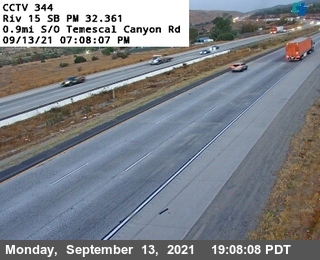 CCTV 344
Riv 15 SB PM 32.361
0.9mi S/O Temescal Canyon Rd
09/13/21 07:08:07 PM
Monday, September 13, 2021 19:08:08 PDT